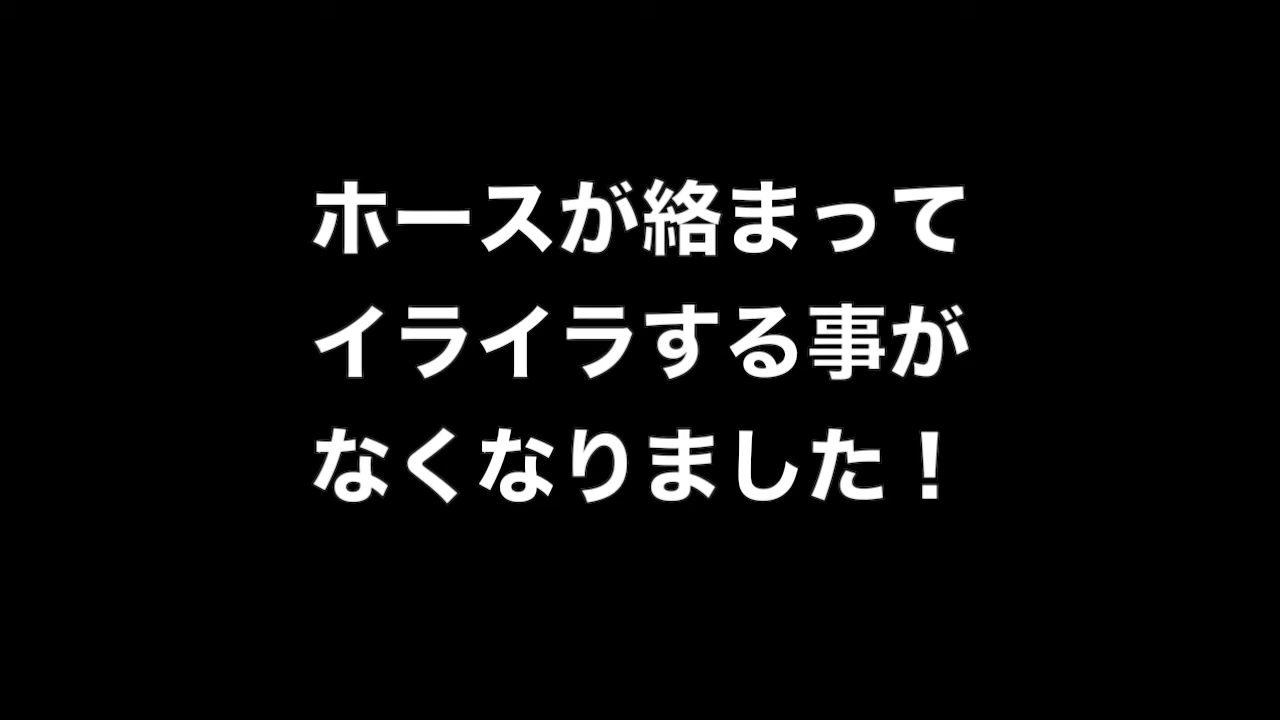 ホースが絡まって
イライラする事が
なくなりました！